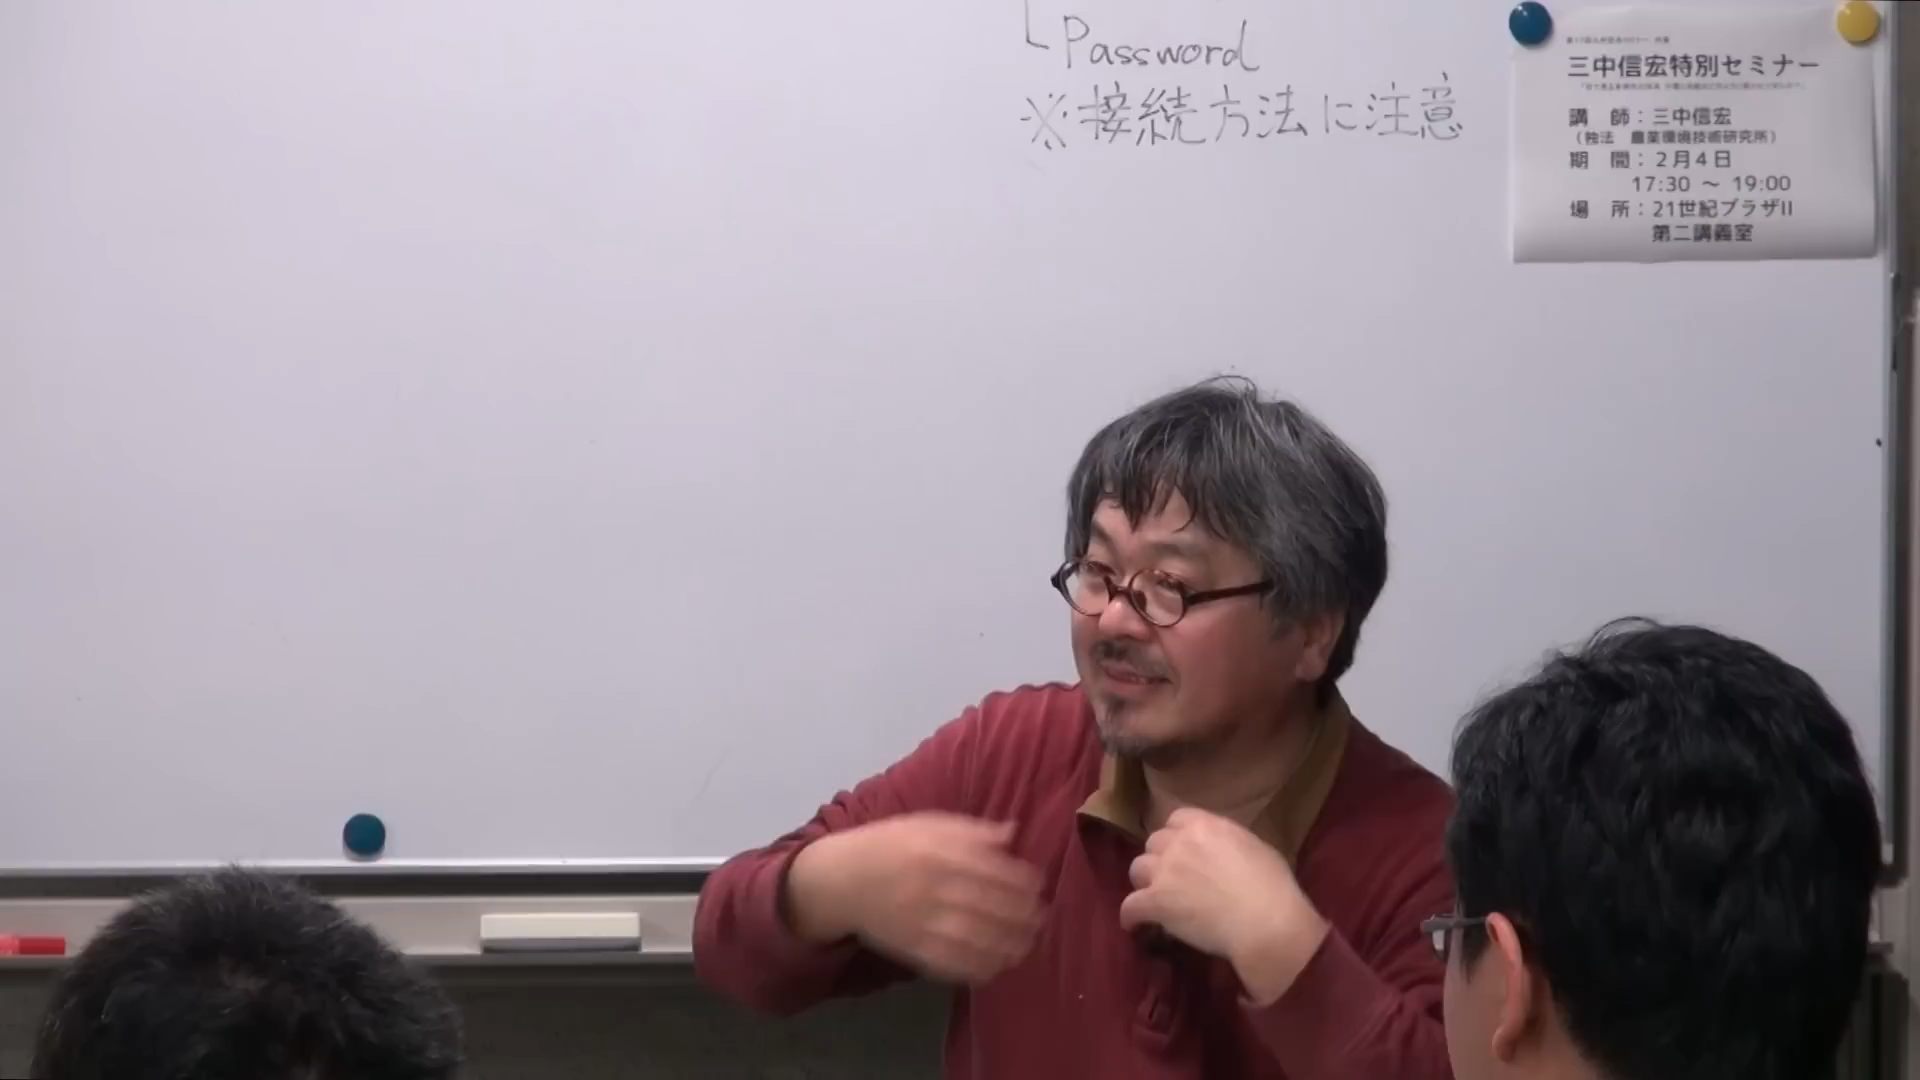 Password
※接続方法に注意
三中信宏特別セミナー
講　師：三中信宏
（独法　農業環境技術研究所）
期　間：２月４日
17:30 ～ 19:00
場　所：21世紀プラザII
第二講義室